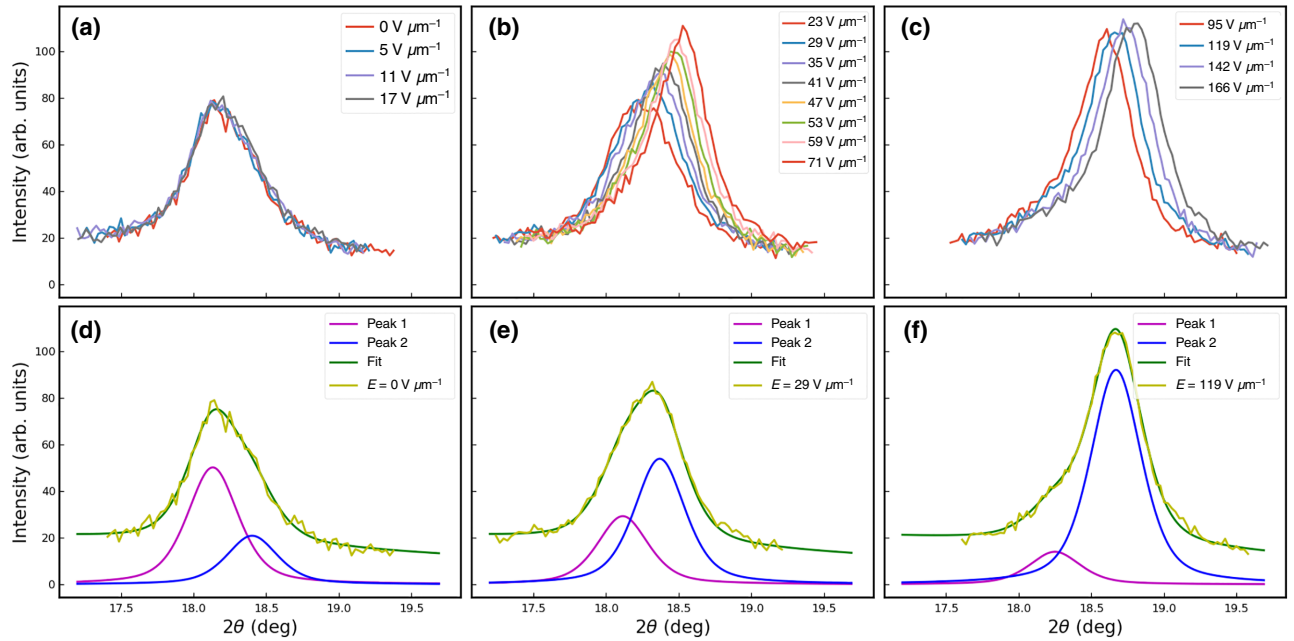 (a)
0 V μm⁻¹
5 V μm⁻¹
11 V μm⁻¹
17 V μm⁻¹
(b)
23 V μm⁻¹
29 V μm⁻¹
35 V μm⁻¹
41 V μm⁻¹
47 V μm⁻¹
53 V μm⁻¹
59 V μm⁻¹
71 V μm⁻¹
(c)
95 V μm⁻¹
119 V μm⁻¹
142 V μm⁻¹
166 V μm⁻¹
Intensity (arb. units)
100
80
60
40
20
0
(d)
Peak 1
Peak 2
Fit
E = 0 V μm⁻¹
(e)
Peak 1
Peak 2
Fit
E = 29 V μm⁻¹
(f)
Peak 1
Peak 2
Fit
E = 119 V μm⁻¹
Intensity (arb. units)
100
80
60
40
20
0
17.5 18.0 18.5 19.0 19.5
17.5 18.0 18.5 19.0 19.5
17.5 18.0 18.5 19.0 19.5
2θ (deg)
2θ (deg)
2θ (deg)